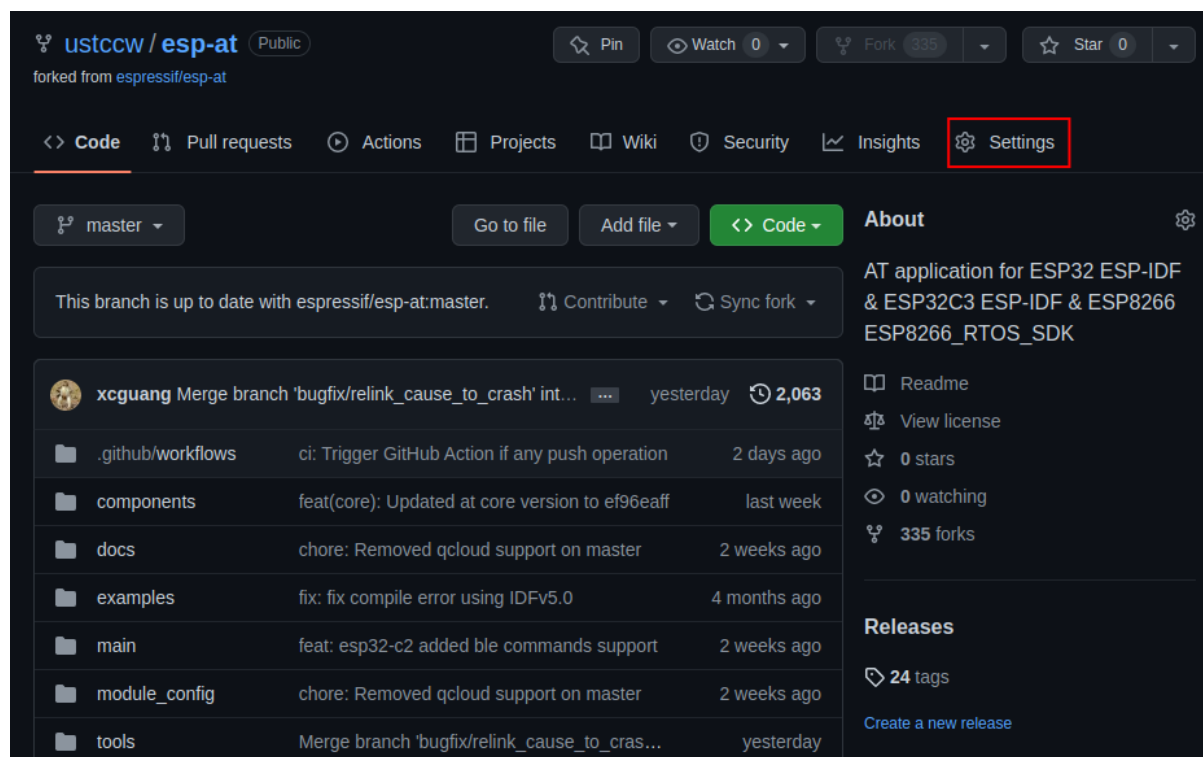 ustccw / esp-at Public
Pin Watch 0 Fork 335 Star 0
forked from espressif/esp-at
Code Pull requests Actions Projects Wiki Security Insights Settings
master Go to file Add file Code
This branch is up to date with espressif/esp-at:master. Contribute Sync fork
xcguang Merge branch 'bugfix/relink_cause_to_crash' int... ... yesterday 2,063
.github/workflows ci: Trigger GitHub Action if any push operation 2 days ago
components feat(core): Updated at core version to ef96eaff last week
docs chore: Removed qcloud support on master 2 weeks ago
examples fix: fix compile error using IDFv5.0 4 months ago
main feat: esp32-c2 added ble commands support 2 weeks ago
module_config chore: Removed qcloud support on master 2 weeks ago
tools Merge branch 'bugfix/relink_cause_to_cras... yesterday
About
AT application for ESP32 ESP-IDF
& ESP32C3 ESP-IDF & ESP8266
ESP8266_RTOS_SDK
Readme
View license
0 stars
0 watching
335 forks
Releases
24 tags
Create a new release